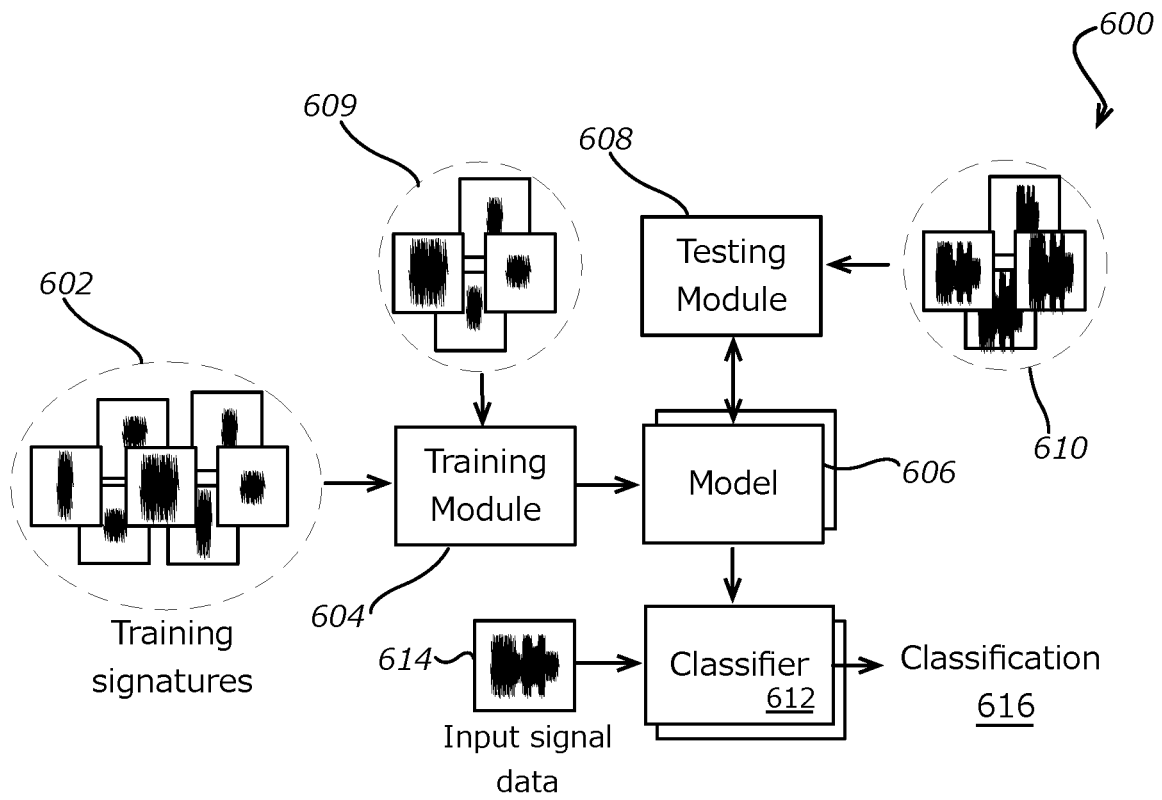 600
609
608
Testing
Module
602
610
Training
Module
Model
606
604
Training
signatures
614
Classifier
612
Classification
616
Input signal
data